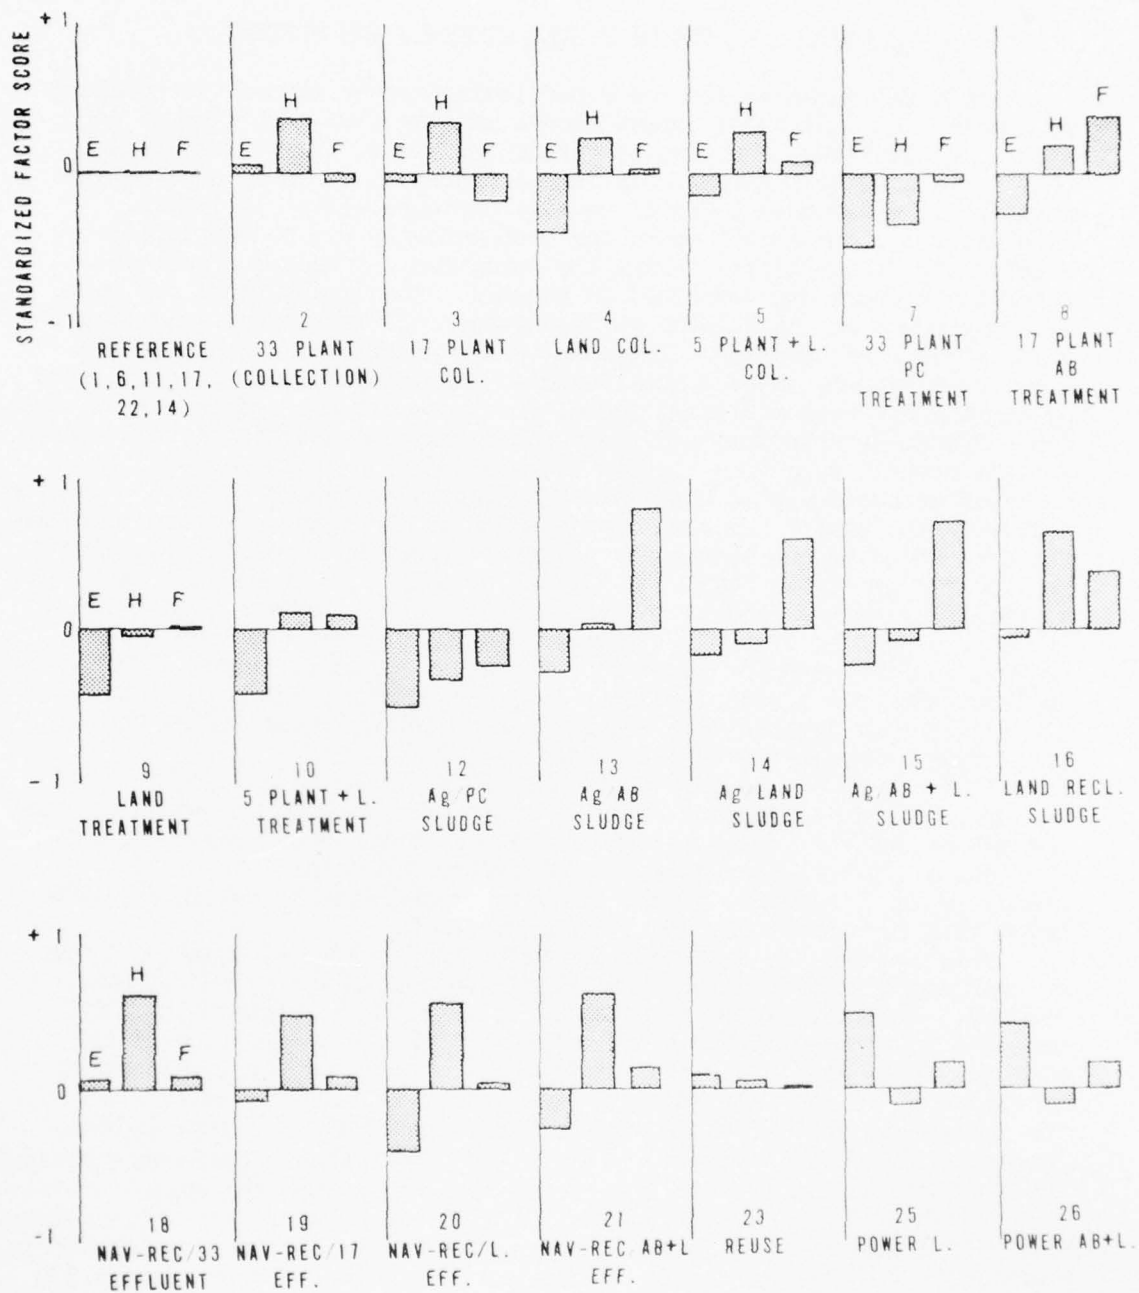 STANDARDIZED FACTOR SCORE
+ 1
0
- 1
E H F
E H F
E H F
E H F
E H F
E H F
E H F
2 3 4 5 7 8
REFERENCE
(1,6,11,17,
22,14)
33 PLANT
(COLLECTION)
17 PLANT
COL.
LAND COL.
5 PLANT + L.
COL.
33 PLANT
PC
TREATMENT
17 PLANT
AB
TREATMENT
+ 1
0
- 1
E H F
9
LAND
TREATMENT
10
5 PLANT + L.
TREATMENT
12
Ag/PC
SLUDGE
13
Ag/AB
SLUDGE
14
Ag/LAND
SLUDGE
15
Ag/AB + L.
SLUDGE
16
LAND RECL.
SLUDGE
+ 1
0
-1
E H F
18
NAV-REC/33
EFFLUENT
19
NAV-REC/17
EFF.
20
NAV-REC/L.
EFF.
21
NAV-REC/AB+L
EFF.
23
REUSE
25
POWER L.
26
POWER AB+L.